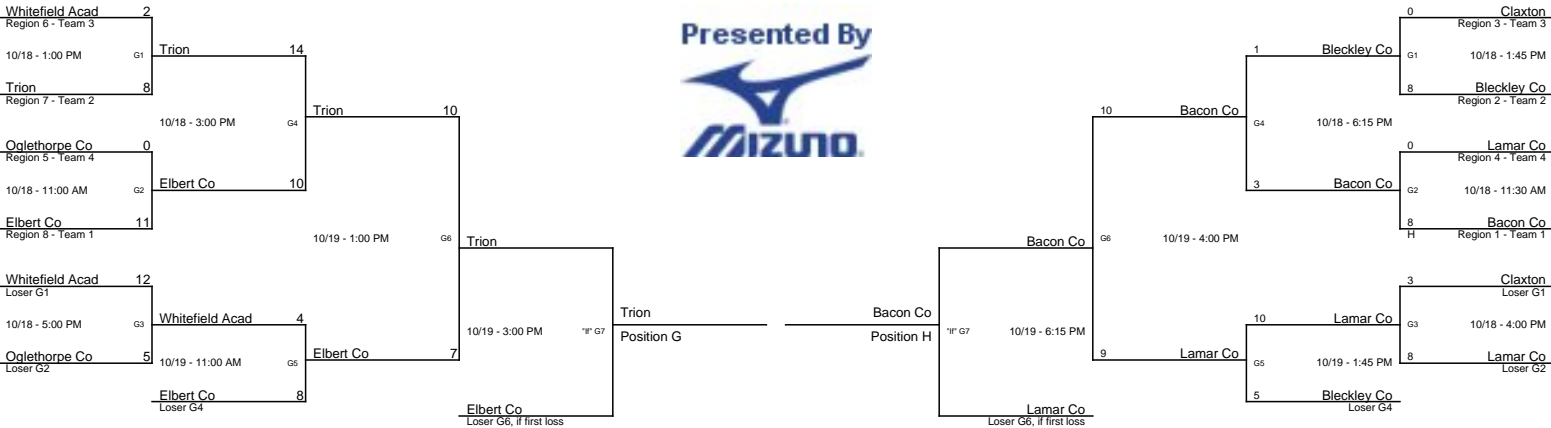 Whitefield Acad 2
Region 6 - Team 3
10/18 - 1:00 PM G1
Trion 14
Trion 8
Region 7 - Team 2
10/18 - 3:00 PM G4
Trion 10
Oglethorpe Co 0
Region 5 - Team 4
10/18 - 11:00 AM G2
Elbert Co 10
Elbert Co 11
Region 8 - Team 1
10/19 - 1:00 PM G6
Trion
Whitefield Acad 12
Loser G1
10/18 - 5:00 PM G3
Whitefield Acad 4
Oglethorpe Co 5
Loser G2
10/19 - 11:00 AM G5
Elbert Co 7
Elbert Co 8
Loser G4
10/19 - 3:00 PM "If" G7
Elbert Co
Loser G6, if first loss
Trion
Position G
Presented By
MIZUNO
Bacon Co
Position H
0 Claxton
Region 3 - Team 3
G1 10/18 - 1:45 PM
1 Bleckley Co
8 Bleckley Co
Region 2 - Team 2
10 Bacon Co
G4 10/18 - 6:15 PM
0 Lamar Co
Region 4 - Team 4
3 Bacon Co
G2 10/18 - 11:30 AM
8 Bacon Co
H Region 1 - Team 1
Bacon Co
G6 10/19 - 4:00 PM
3 Claxton
Loser G1
10 Lamar Co
G3 10/18 - 4:00 PM
8 Lamar Co
Loser G2
"If" G7 10/19 - 6:15 PM
9 Lamar Co
G5 10/19 - 1:45 PM
5 Bleckley Co
Loser G4
Lamar Co
Loser G6, if first loss